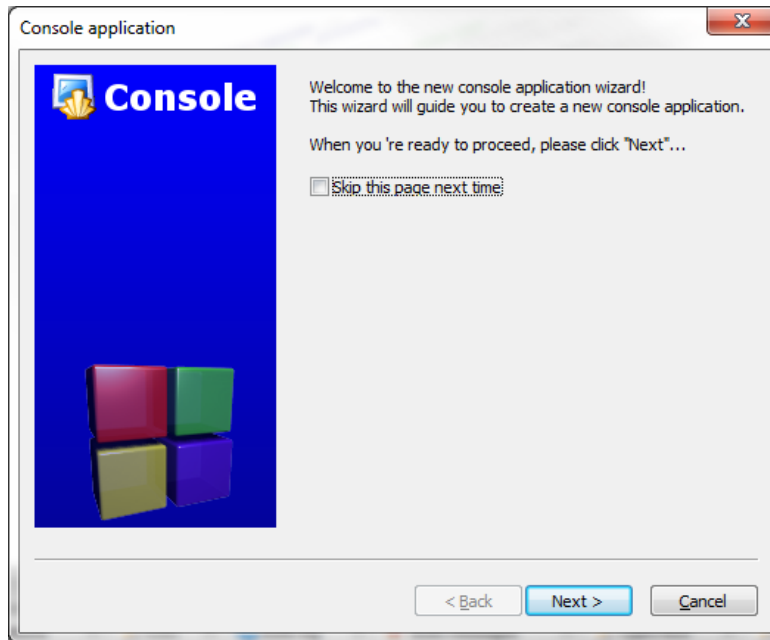 Console application
Console
Welcome to the new console application wizard!
This wizard will guide you to create a new console application.
When you 're ready to proceed, please click "Next"...
Skip this page next time
< Back
Next >
Cancel